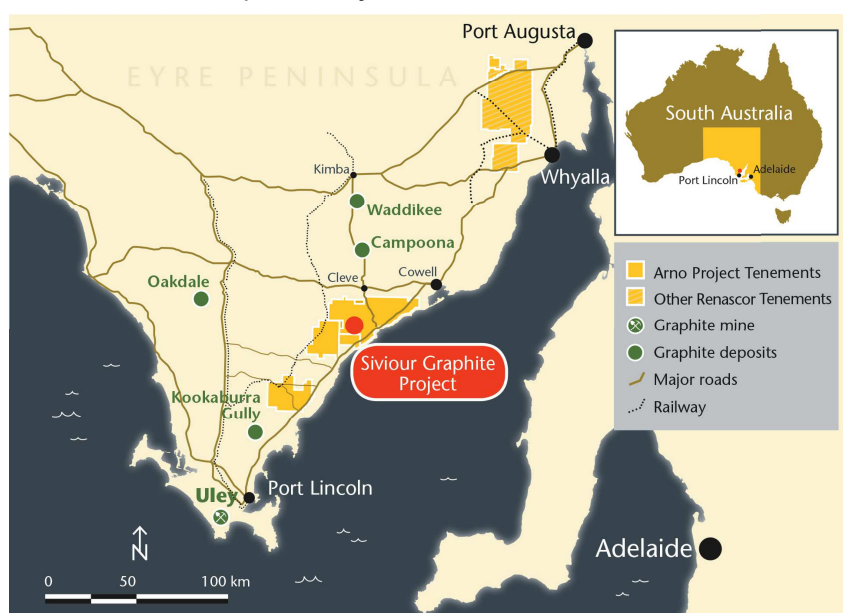 Port Augusta
EYRE PENINSULA
South Australia
Adelaide
Port Lincoln
Kimba
Whyalla
Waddikee
Campoona
Oakdale
Cleve
Cowell
Arno Project Tenements
Other Renascor Tenements
Graphite mine
Graphite deposits
Major roads
Railway
Siviour Graphite
Project
Kookaburra
Gully
Uley
Port Lincoln
N
Adelaide
0 50 100 km